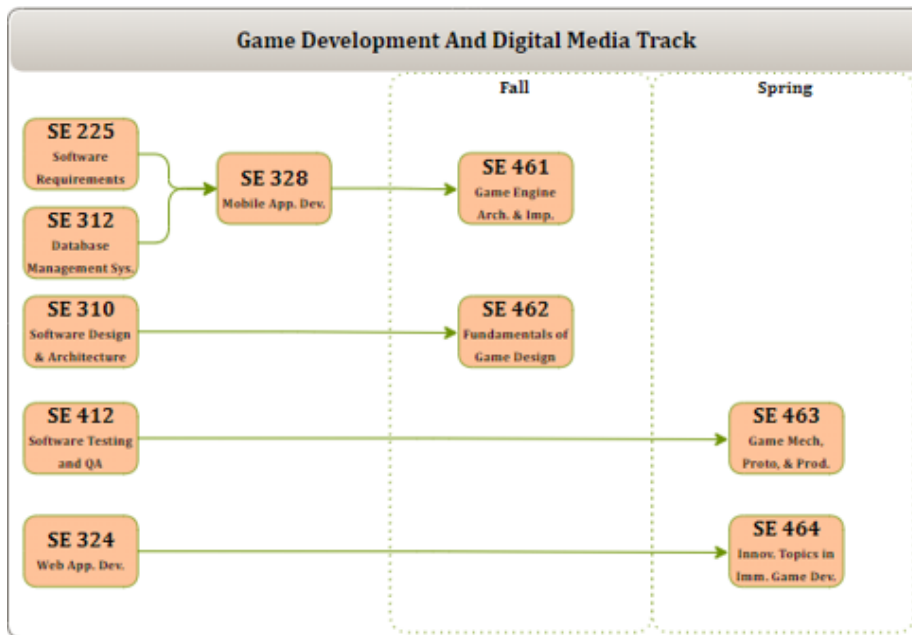 Game Development And Digital Media Track
Fall
Spring
SE 225
Software
Requirements
SE 328
Mobile App. Dev.
SE 461
Game Engine
Arch. & Imp.
SE 312
Database
Management Sys.
SE 310
Software Design
& Architecture
SE 462
Fundamentals of
Game Design
SE 412
Software Testing
and QA
SE 463
Game Mech,
Proto, & Prod.
SE 324
Web App. Dev.
SE 464
Innov. Topics in
Imm. Game Dev.